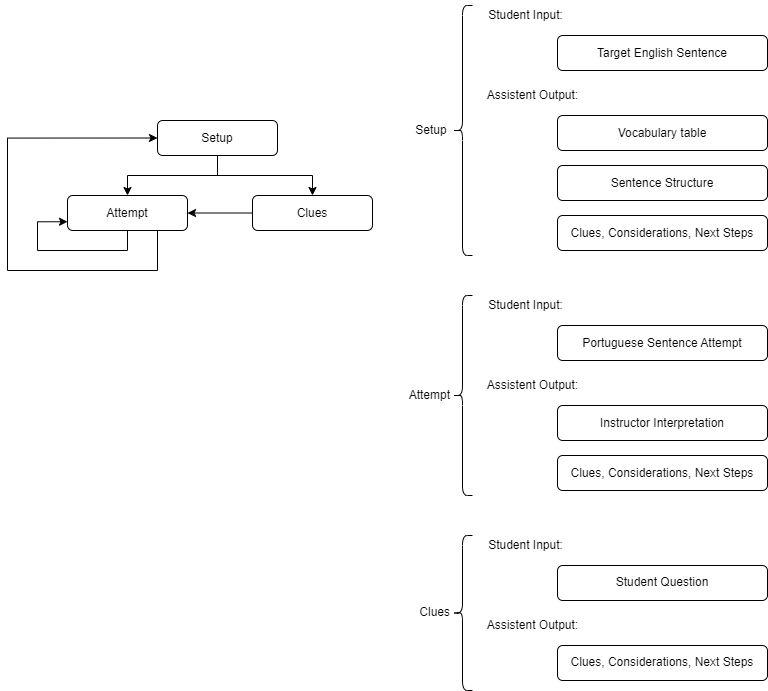 Setup
Attempt
Clues
Setup
Student Input:
Target English Sentence
Assistent Output:
Vocabulary table
Sentence Structure
Clues, Considerations, Next Steps
Attempt
Student Input:
Portuguese Sentence Attempt
Assistent Output:
Instructor Interpretation
Clues, Considerations, Next Steps
Clues
Student Input:
Student Question
Assistent Output:
Clues, Considerations, Next Steps